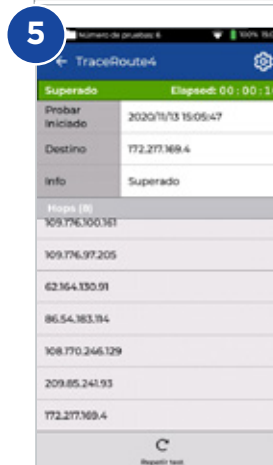 5
Número de pruebas: 6 100% 15:0
TraceRoute4
Superado Elapsed: 00:00:1
Probar Iniciado 2020/11/13 15:05:47
Destino 172.217.169.4
Info Superado
Hops (8)
109.176.100.161
109.176.97.205
62.164.130.91
86.54.183.114
108.170.246.129
209.85.241.93
172.217.169.4
Repetir test